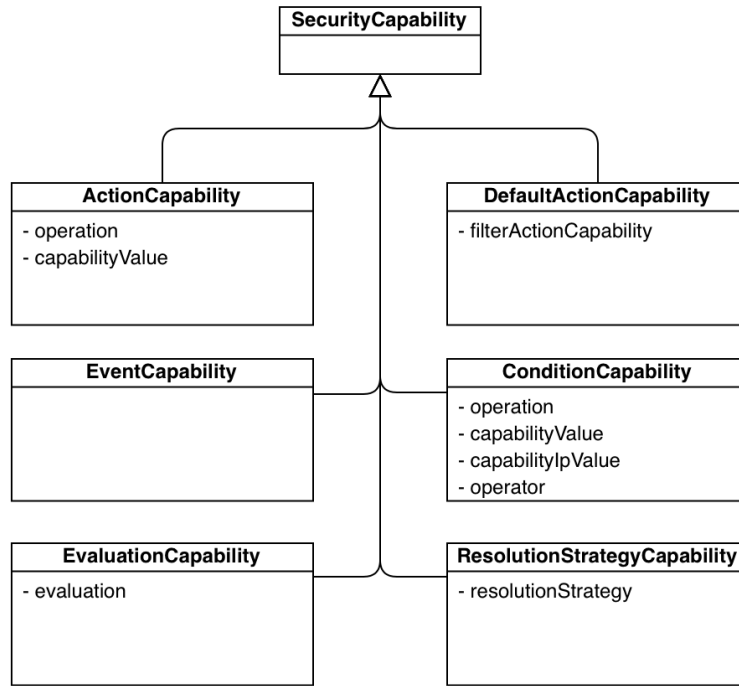 SecurityCapability
ActionCapability
- operation
- capabilityValue
DefaultActionCapability
- filterActionCapability
EventCapability
ConditionCapability
- operation
- capabilityValue
- capabilityIpValue
- operator
EvaluationCapability
- evaluation
ResolutionStrategyCapability
- resolutionStrategy